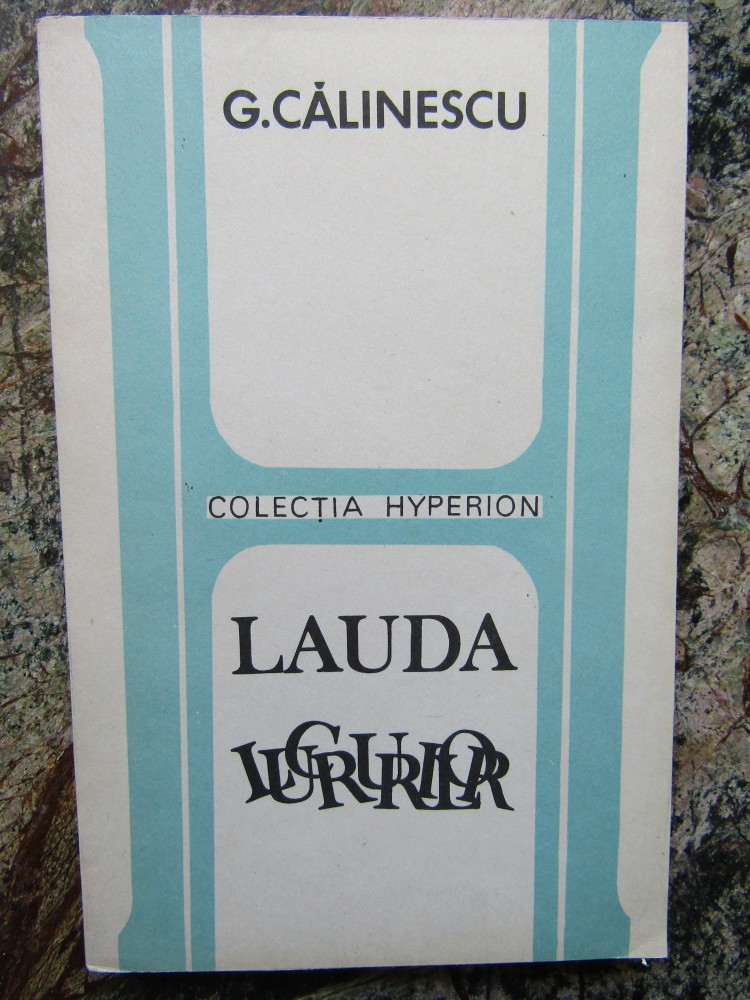 G. CĂLINESCU
COLECȚIA HYPERION
LAUDA
LUCRURILOR